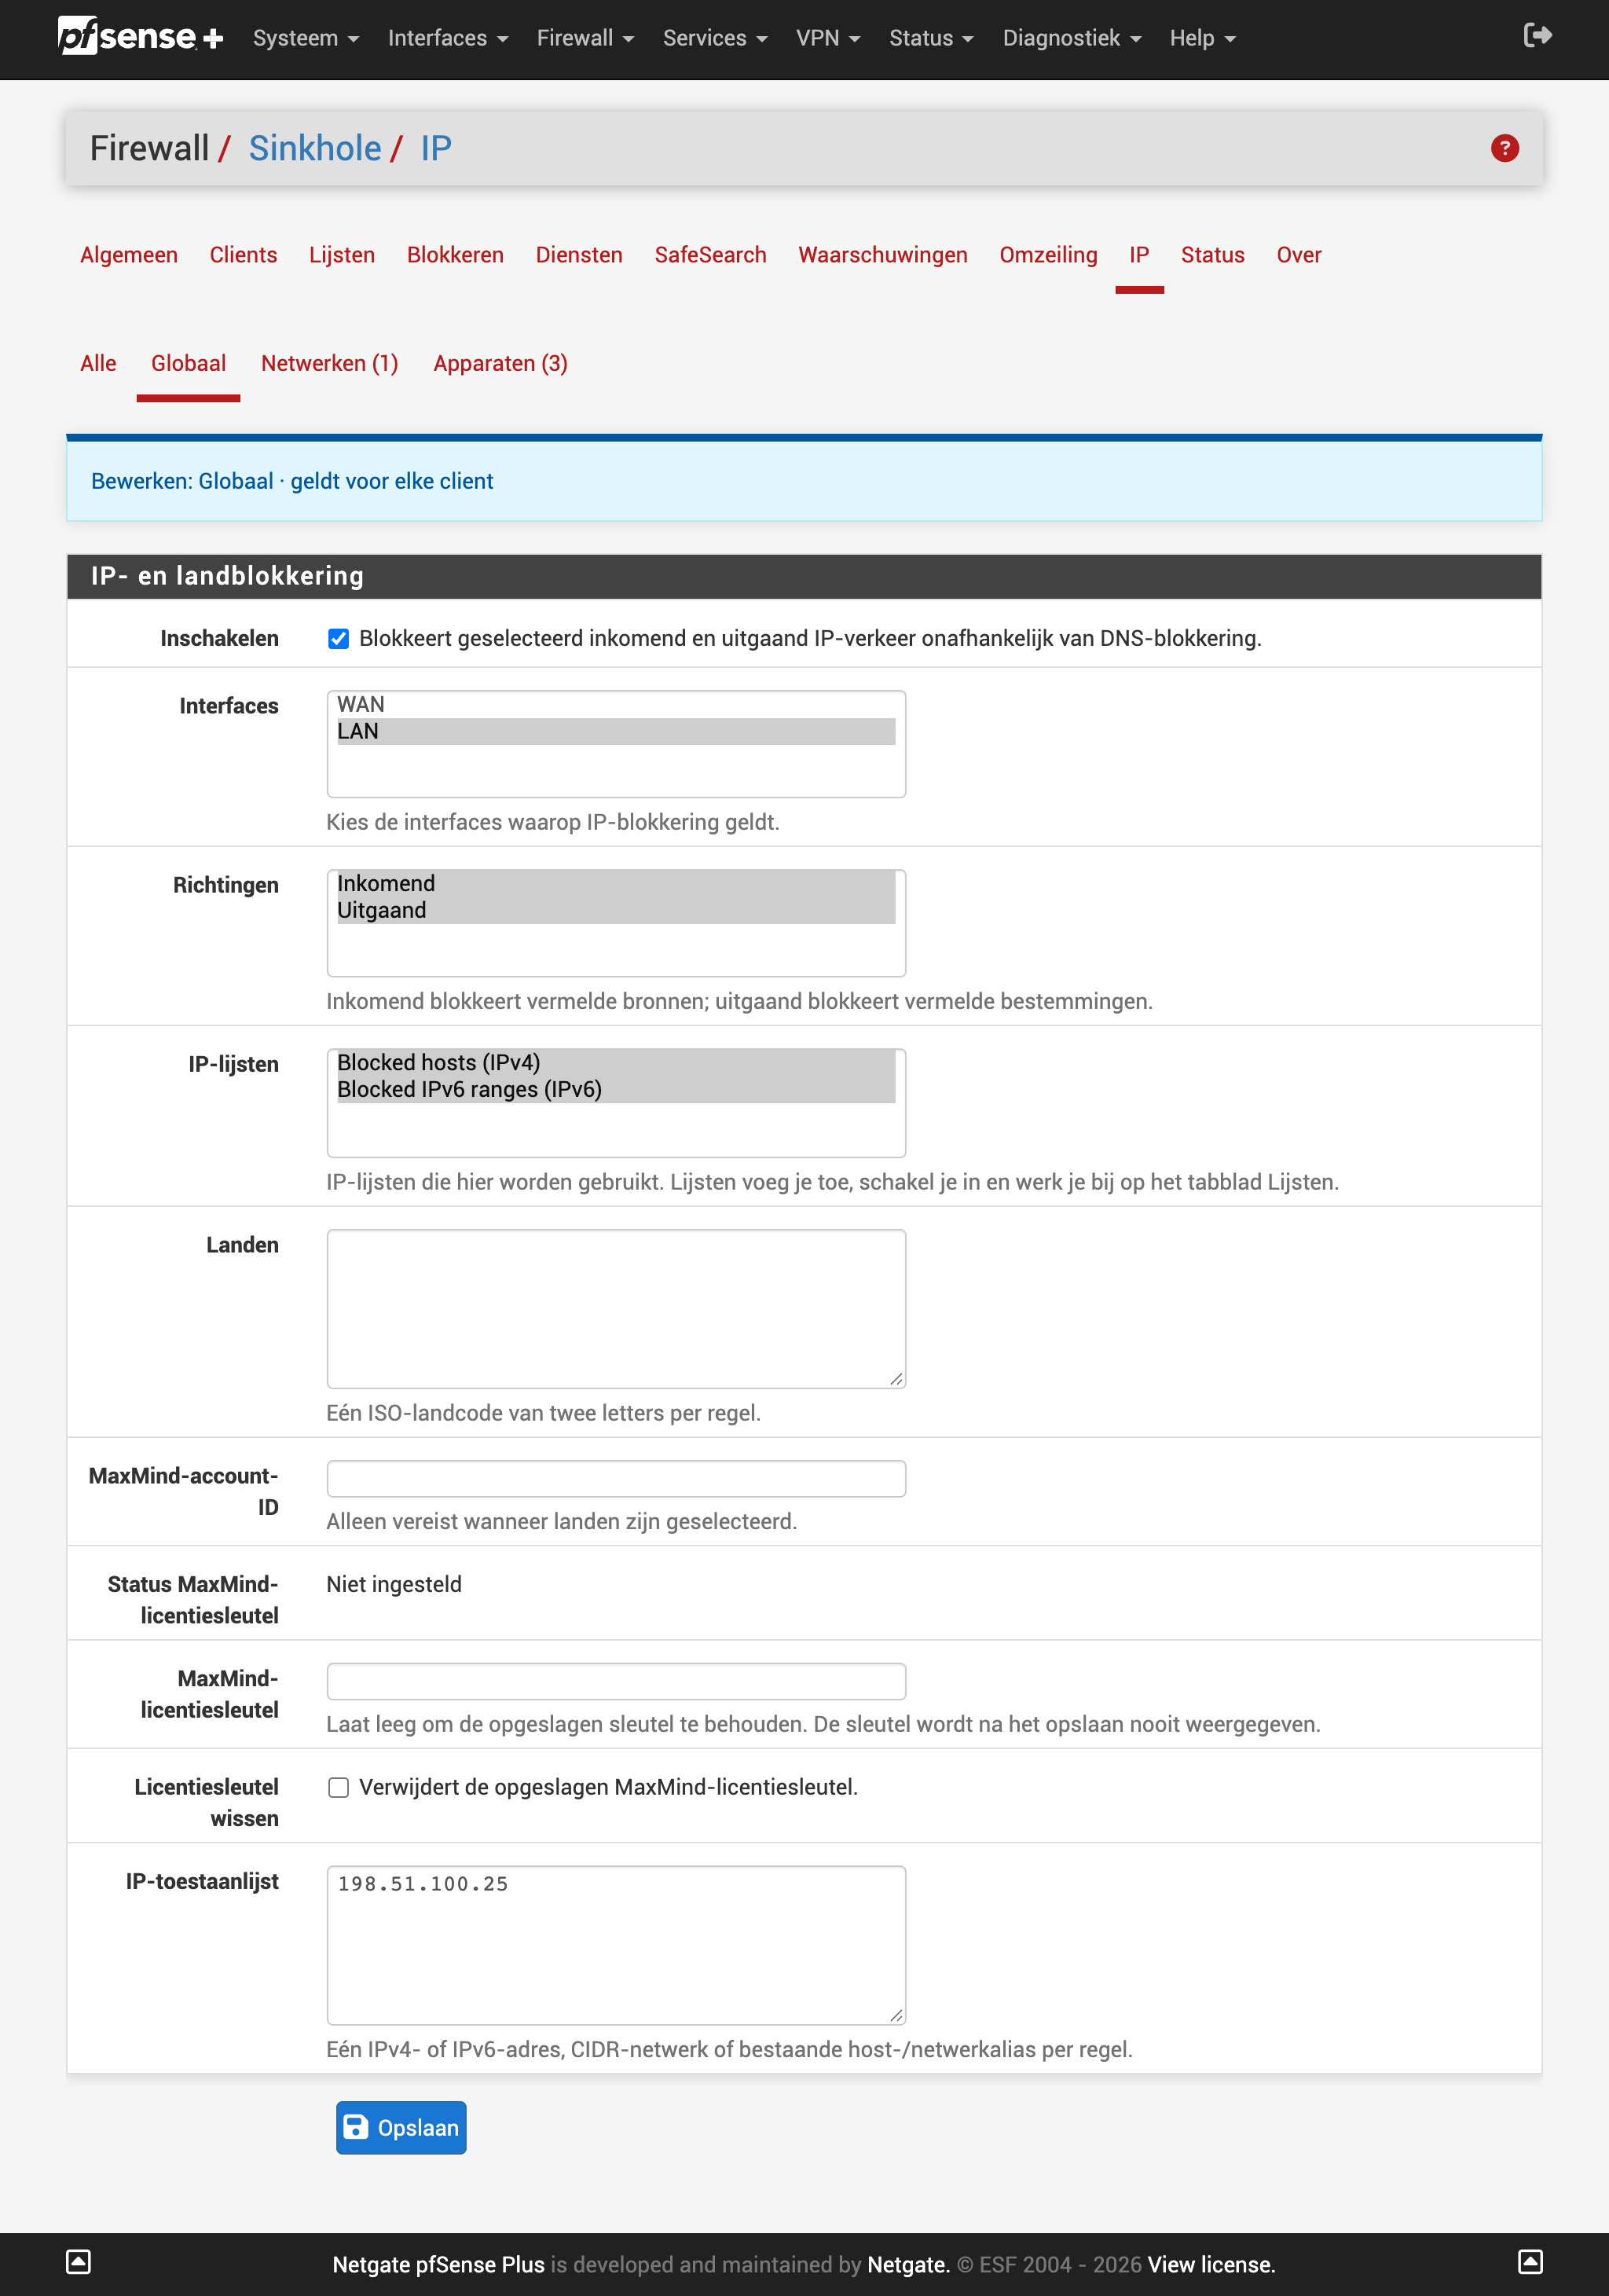 pfsense +
Systeem Interfaces Firewall Services VPN Status Diagnostiek Help
Firewall / Sinkhole / IP
?
Algemeen Clients Lijsten Blokkeren Diensten SafeSearch Waarschuwingen Omzeiling IP Status Over
Alle Globaal Netwerken (1) Apparaten (3)
Bewerken: Globaal · geldt voor elke client
IP- en landblokkering
Inschakelen Blokkeert geselecteerd inkomend en uitgaand IP-verkeer onafhankelijk van DNS-blokkering.
Interfaces
WAN
LAN
Kies de interfaces waarop IP-blokkering geldt.
Richtingen
Inkomend
Uitgaand
Inkomend blokkeert vermelde bronnen; uitgaand blokkeert vermelde bestemmingen.
IP-lijsten
Blocked hosts (IPv4)
Blocked IPv6 ranges (IPv6)
IP-lijsten die hier worden gebruikt. Lijsten voeg je toe, schakel je in en werk je bij op het tabblad Lijsten.
Landen
Eén ISO-landcode van twee letters per regel.
MaxMind-account-
ID
Alleen vereist wanneer landen zijn geselecteerd.
Status MaxMind-
licentiesleutel
Niet ingesteld
MaxMind-
licentiesleutel
Laat leeg om de opgeslagen sleutel te behouden. De sleutel wordt na het opslaan nooit weergegeven.
Licentiesleutel
wissen
Verwijdert de opgeslagen MaxMind-licentiesleutel.
IP-toestaanlijst
198.51.100.25
Eén IPv4- of IPv6-adres, CIDR-netwerk of bestaande host-/netwerkalias per regel.
Opslaan
Netgate pfSense Plus is developed and maintained by Netgate. © ESF 2004 - 2026 View license.